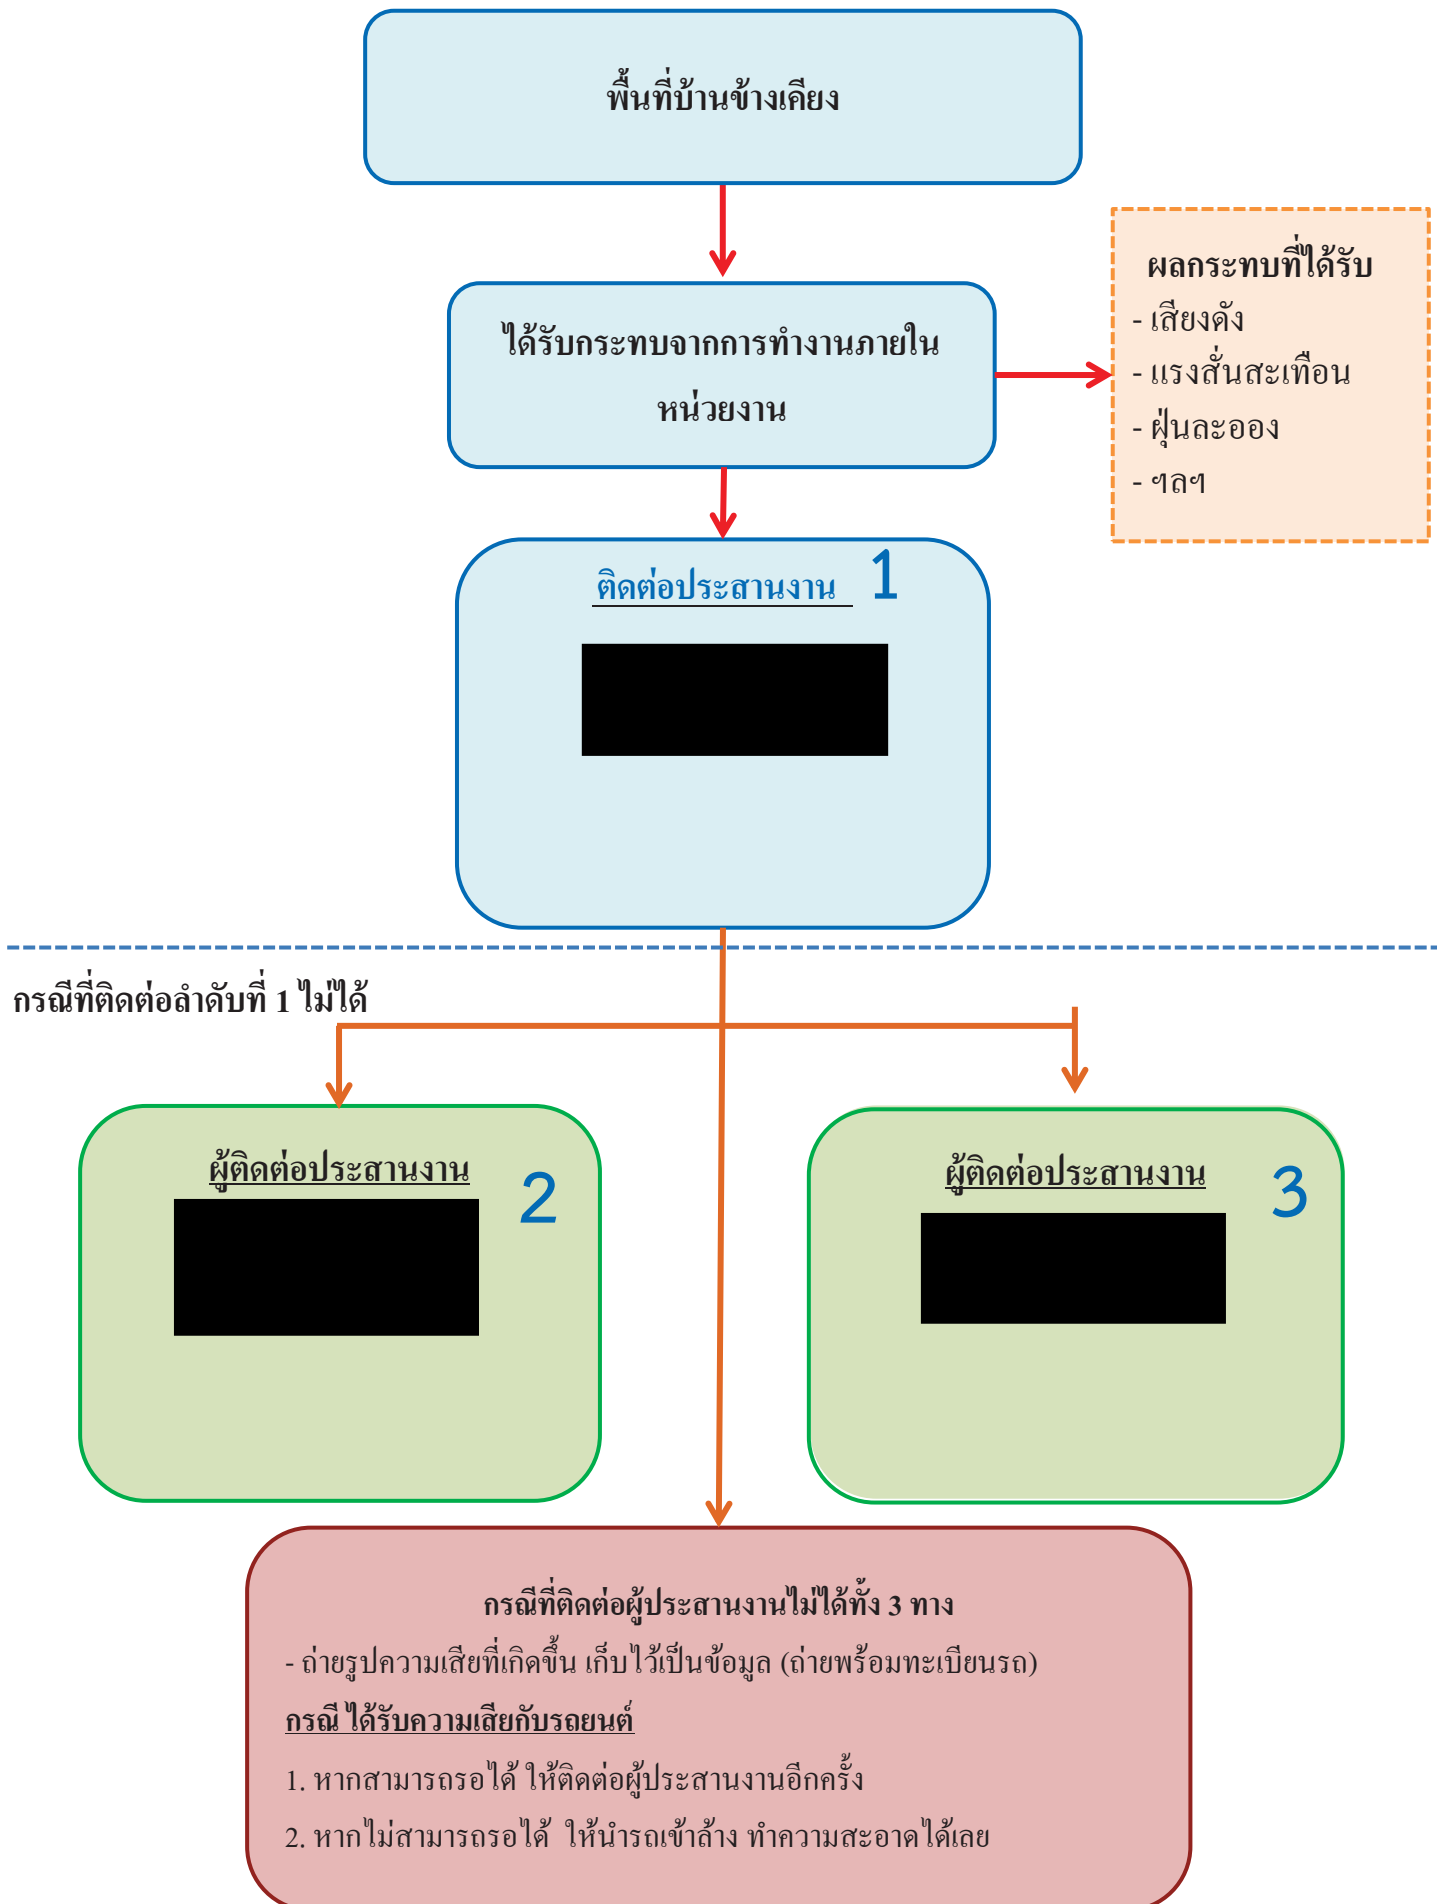 พื้นที่บ้านข้างเคียง
ได้รับกระทบจากการทำงานภายใน
หน่วยงาน
ผลกระทบที่ได้รับ
- เสียงดัง
- แรงสั่นสะเทือน
- ฝุ่นละออง
- ฯลฯ
ติดต่อประสานงาน 1
กรณีที่ติดต่อลำดับที่ 1 ไม่ได้
ผู้ติดต่อประสานงาน 2
ผู้ติดต่อประสานงาน 3
กรณีที่ติดต่อผู้ประสานงานไม่ได้ทั้ง 3 ทาง
- ถ่ายรูปความเสียที่เกิดขึ้น เก็บไว้เป็นข้อมูล (ถ่ายพร้อมทะเบียนรถ)
กรณี ได้รับความเสียกับรถยนต์
1. หากสามารถรอได้ ให้ติดต่อผู้ประสานงานอีกครั้ง
2. หากไม่สามารถรอได้ ให้นำรถเข้าล้าง ทำความสะอาดได้เลย